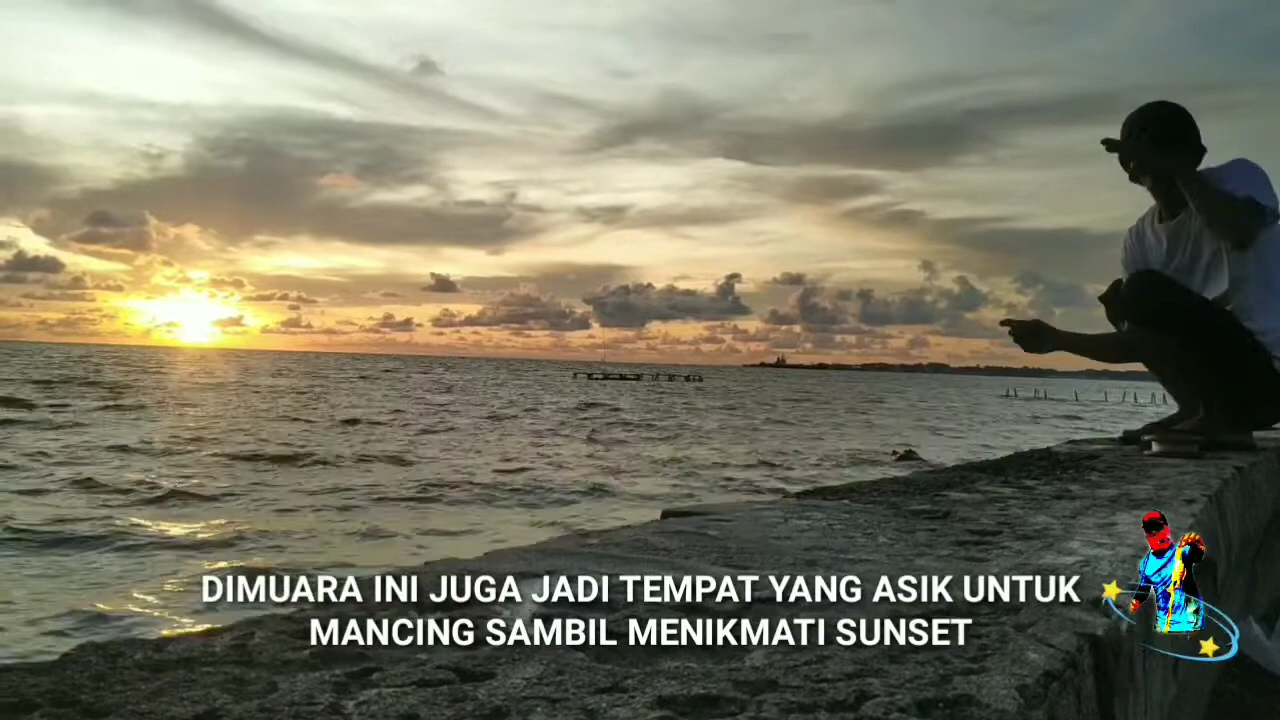 DIMUARA INI JUGA JADI TEMPAT YANG ASIK UNTUK
MANCING SAMBIL MENIKMATI SUNSET